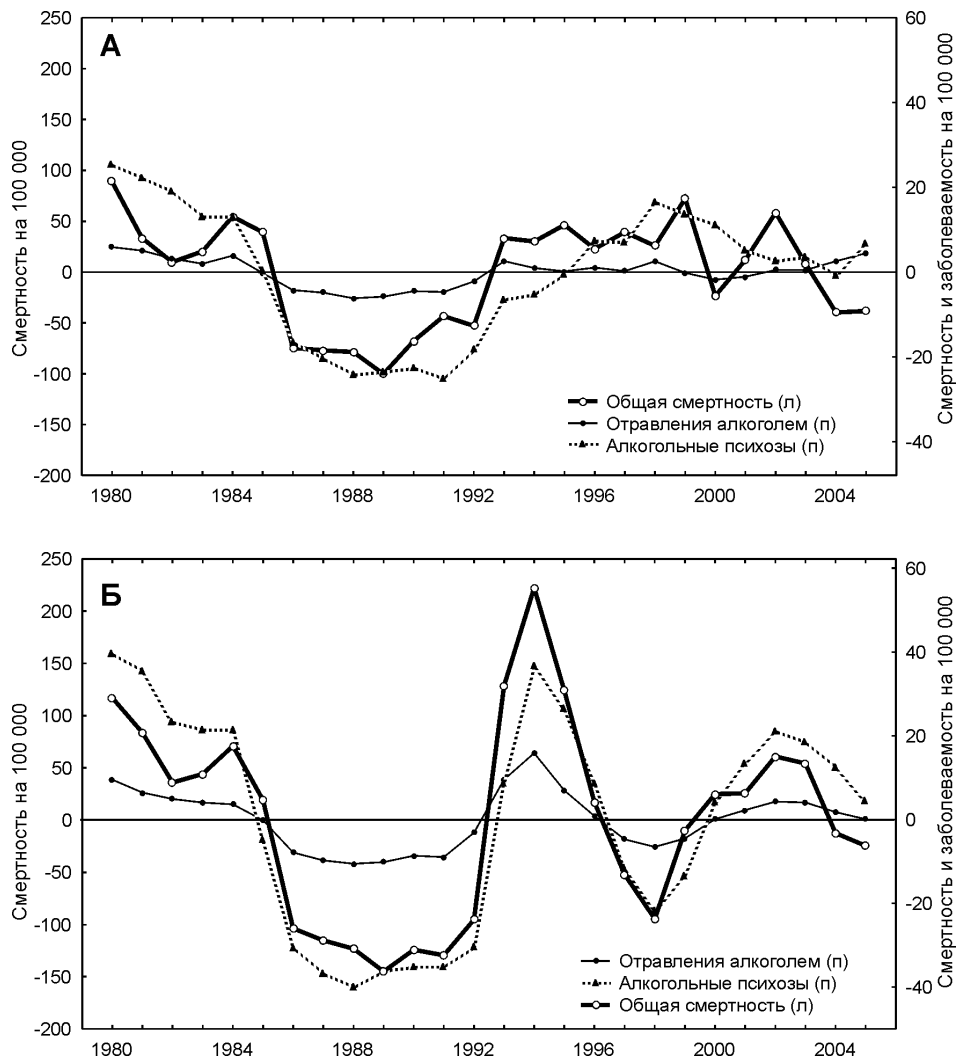 А
Смертность на 100 000
Смертность и заболеваемость на 100 000
250
200
150
100
50
0
-50
-100
-150
-200
60
40
20
0
-20
-40
Общая смертность (л)
Отравления алкоголем (п)
Алкогольные психозы (п)
1980 1984 1988 1992 1996 2000 2004
Б
Смертность на 100 000
Смертность и заболеваемость на 100 000
250
200
150
100
50
0
-50
-100
-150
-200
60
40
20
0
-20
-40
Отравления алкоголем (п)
Алкогольные психозы (п)
Общая смертность (л)
1980 1984 1988 1992 1996 2000 2004